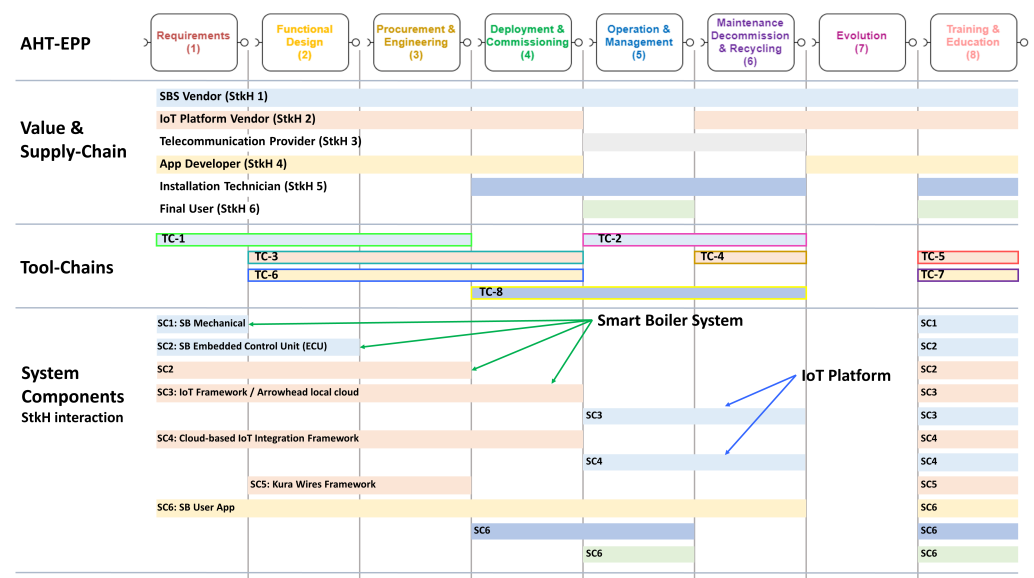 AHT-EPP
Requirements
(1)
Functional
Design
(2)
Procurement &
Engineering
(3)
Deployment &
Commissioning
(4)
Operation &
Management
(5)
Maintenance
Decommission
& Recycling
(6)
Evolution
(7)
Training &
Education
(8)
Value &
Supply-Chain
SBS Vendor (StkH 1)
IoT Platform Vendor (StkH 2)
Telecommunication Provider (StkH 3)
App Developer (StkH 4)
Installation Technician (StkH 5)
Final User (StkH 6)
Tool-Chains
TC-1
TC-2
TC-3
TC-4
TC-5
TC-6
TC-7
TC-8
System
Components
StkH interaction
Smart Boiler System
IoT Platform
SC1: SB Mechanical
SC1
SC2: SB Embedded Control Unit (ECU)
SC2
SC2
SC2
SC3: IoT Framework / Arrowhead local cloud
SC3
SC3
SC3
SC4: Cloud-based IoT Integration Framework
SC4
SC4
SC4
SC5: Kura Wires Framework
SC5
SC6: SB User App
SC6
SC6
SC6
SC6
SC6